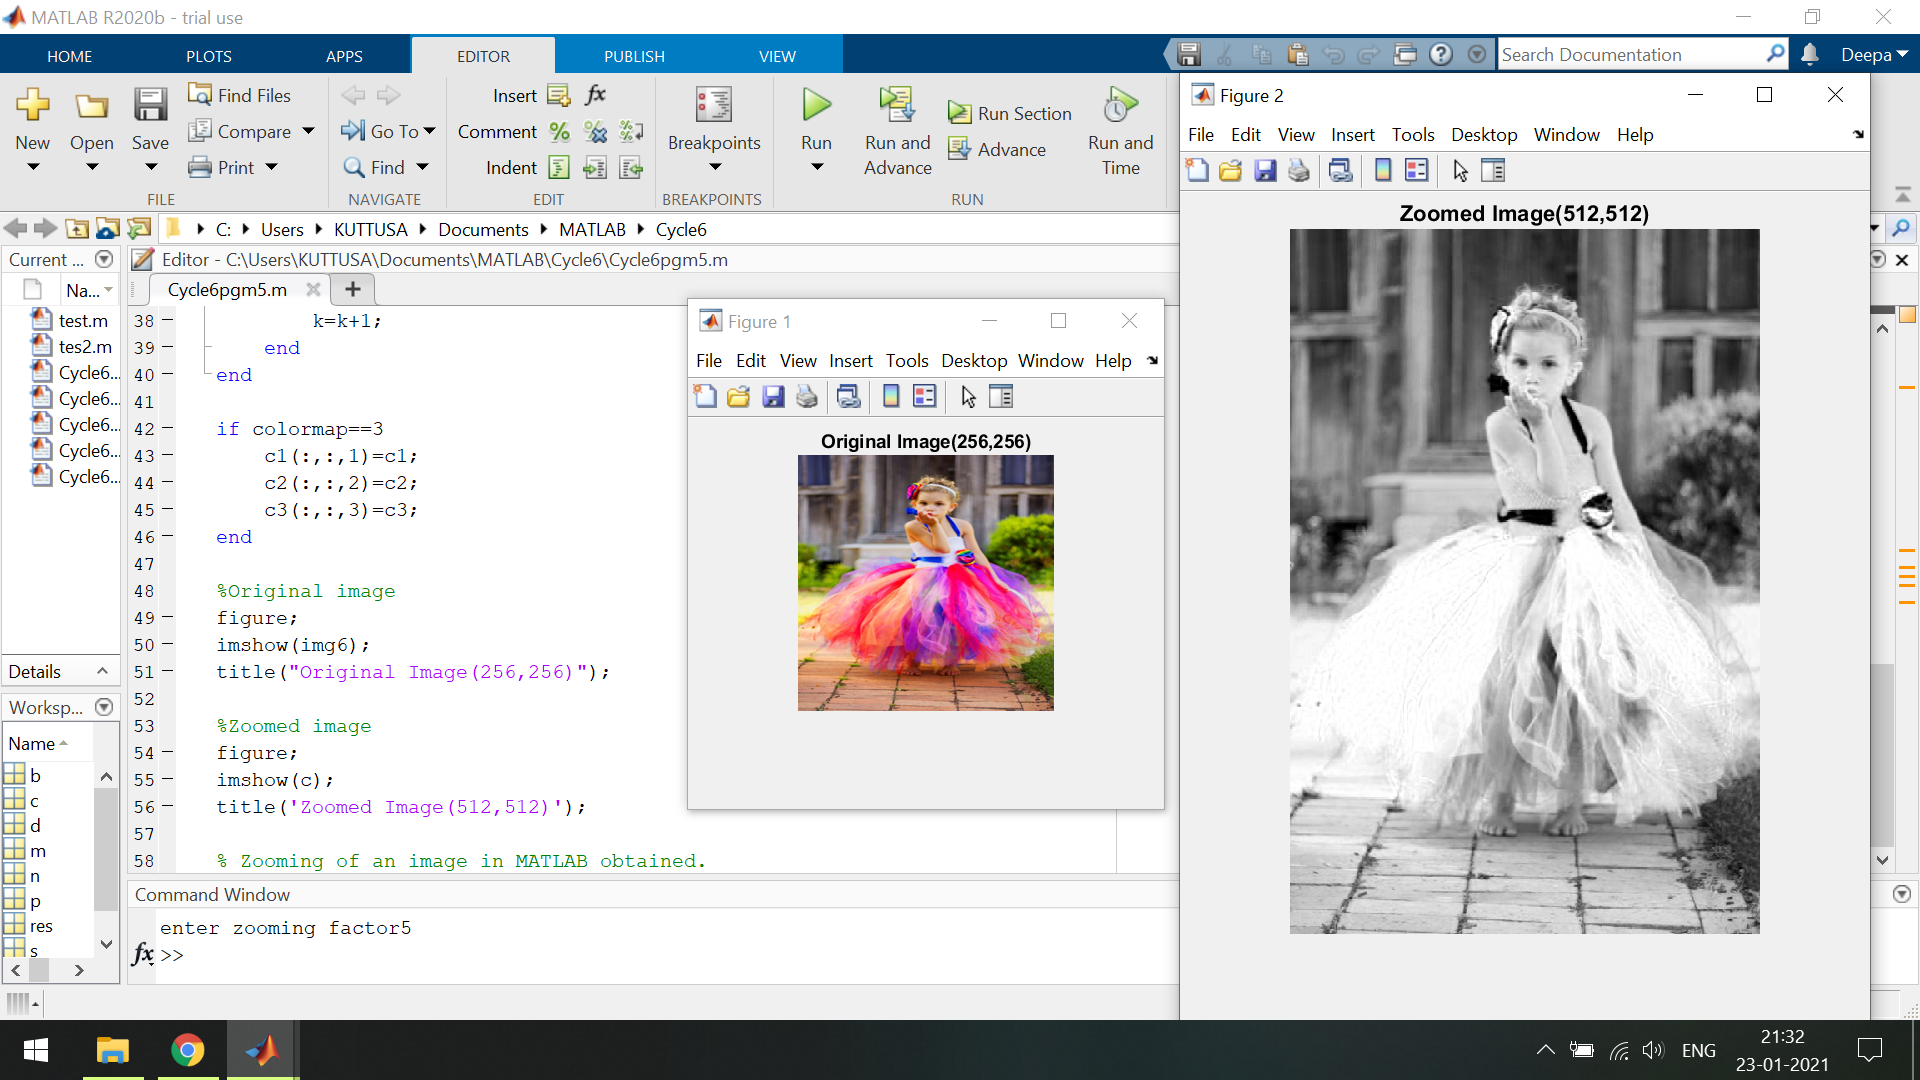 MATLAB R2020b - trial use
HOME PLOTS APPS EDITOR PUBLISH VIEW
Search Documentation
Deepa
New
Open
Save
Find Files
Compare
Print
FILE
Go To
Find
NAVIGATE
Insert
fx
Comment
Indent
EDIT
Breakpoints
BREAKPOINTS
Run
Run and
Advance
Run Section
Advance
Run and
Time
RUN
C: Users KUTTUSA Documents MATLAB Cycle6
Current ...
Na...
test.m
tes2.m
Cycle6...
Cycle6...
Cycle6...
Cycle6...
Cycle6...
Details
Worksp...
Name
b
c
d
m
n
p
res
s
Editor - C:\Users\KUTTUSA\Documents\MATLAB\Cycle6\Cycle6pgm5.m
Cycle6pgm5.m
38 k=k+1;
39 end
40 end
41
42 if colormap==3
43 c1(:,:,1)=c1;
44 c2(:,:,2)=c2;
45 c3(:,:,3)=c3;
46 end
47
48 %Original image
49 figure;
50 imshow(img6);
51 title("Original Image(256,256)");
52
53 %Zoomed image
54 figure;
55 imshow(c);
56 title('Zoomed Image(512,512)');
57
58 % Zooming of an image in MATLAB obtained.
Command Window
enter zooming factor5
fx >>
Figure 1
File Edit View Insert Tools Desktop Window Help
Original Image(256,256)
Figure 2
File Edit View Insert Tools Desktop Window Help
Zoomed Image(512,512)
ENG
21:32
23-01-2021